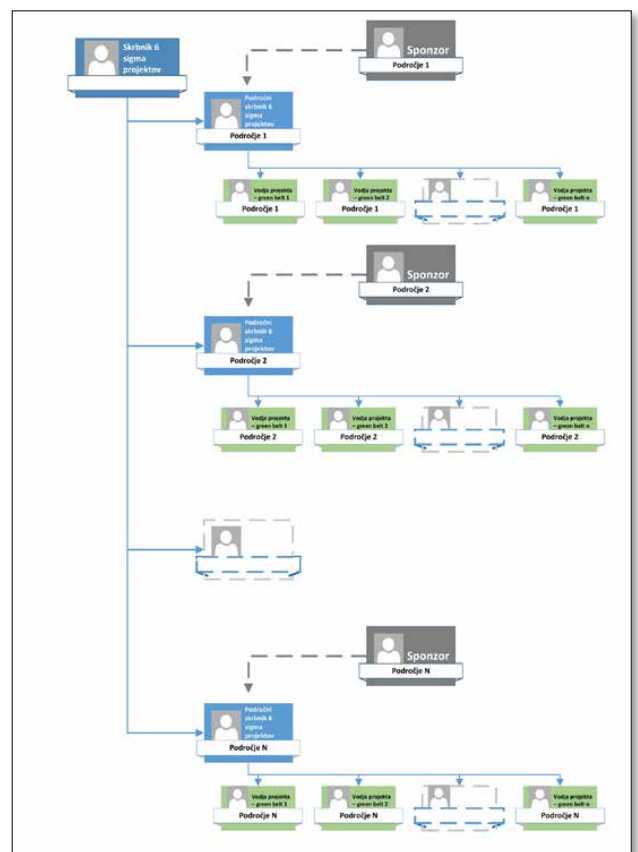 Skrbnik 6
sigma
projektov
Sponzor
Področje 1
Področni
skrbnik 6
sigma
projektov
Področje 1
Vodja projekta
– green belt 1
Področje 1
Vodja projekta
– green belt 2
Področje 1
Vodja projekta
– green belt n
Področje 1
Sponzor
Področje 2
Področni
skrbnik 6
sigma
projektov
Področje 2
Vodja projekta
– green belt 1
Področje 2
Vodja projekta
– green belt 2
Področje 2
Vodja projekta
– green belt n
Področje 2
Sponzor
Področje N
Področni
skrbnik 6
sigma
projektov
Področje N
Vodja projekta
– green belt 1
Področje N
Vodja projekta
– green belt 2
Področje N
Vodja projekta
– green belt n
Področje N